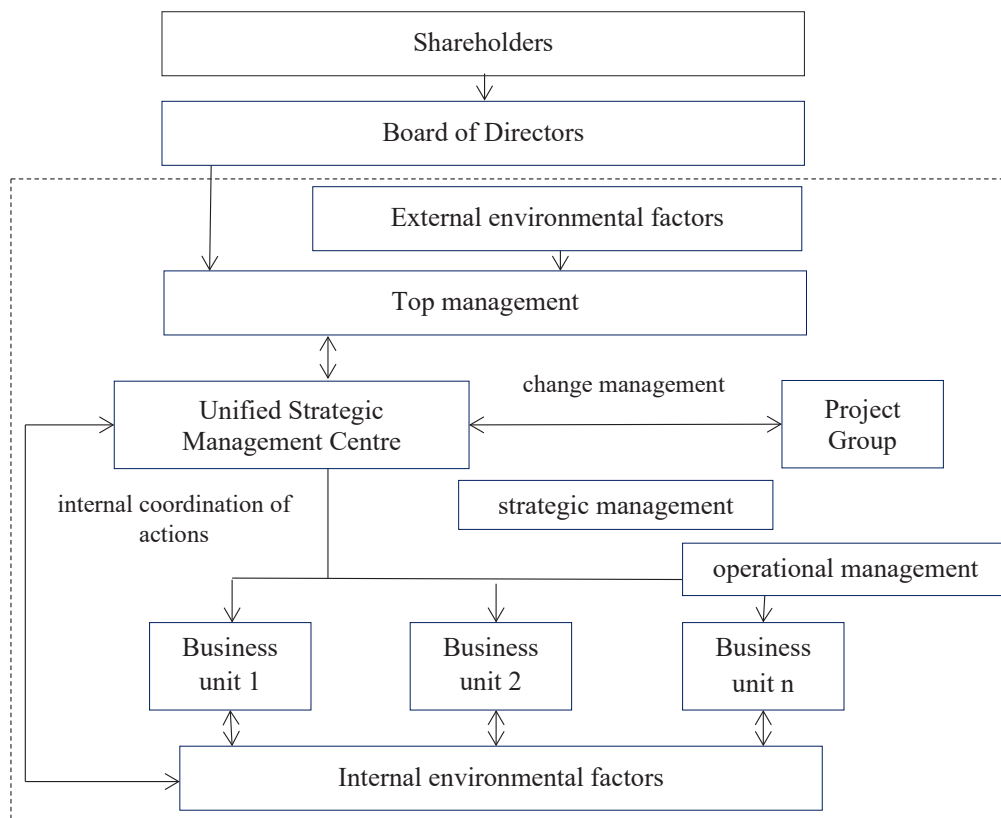 Shareholders
Board of Directors
External environmental factors
Top management
change management
Unified Strategic
Management Centre
Project
Group
internal coordination of
actions
strategic management
operational management
Business
unit 1
Business
unit 2
Business
unit n
Internal environmental factors